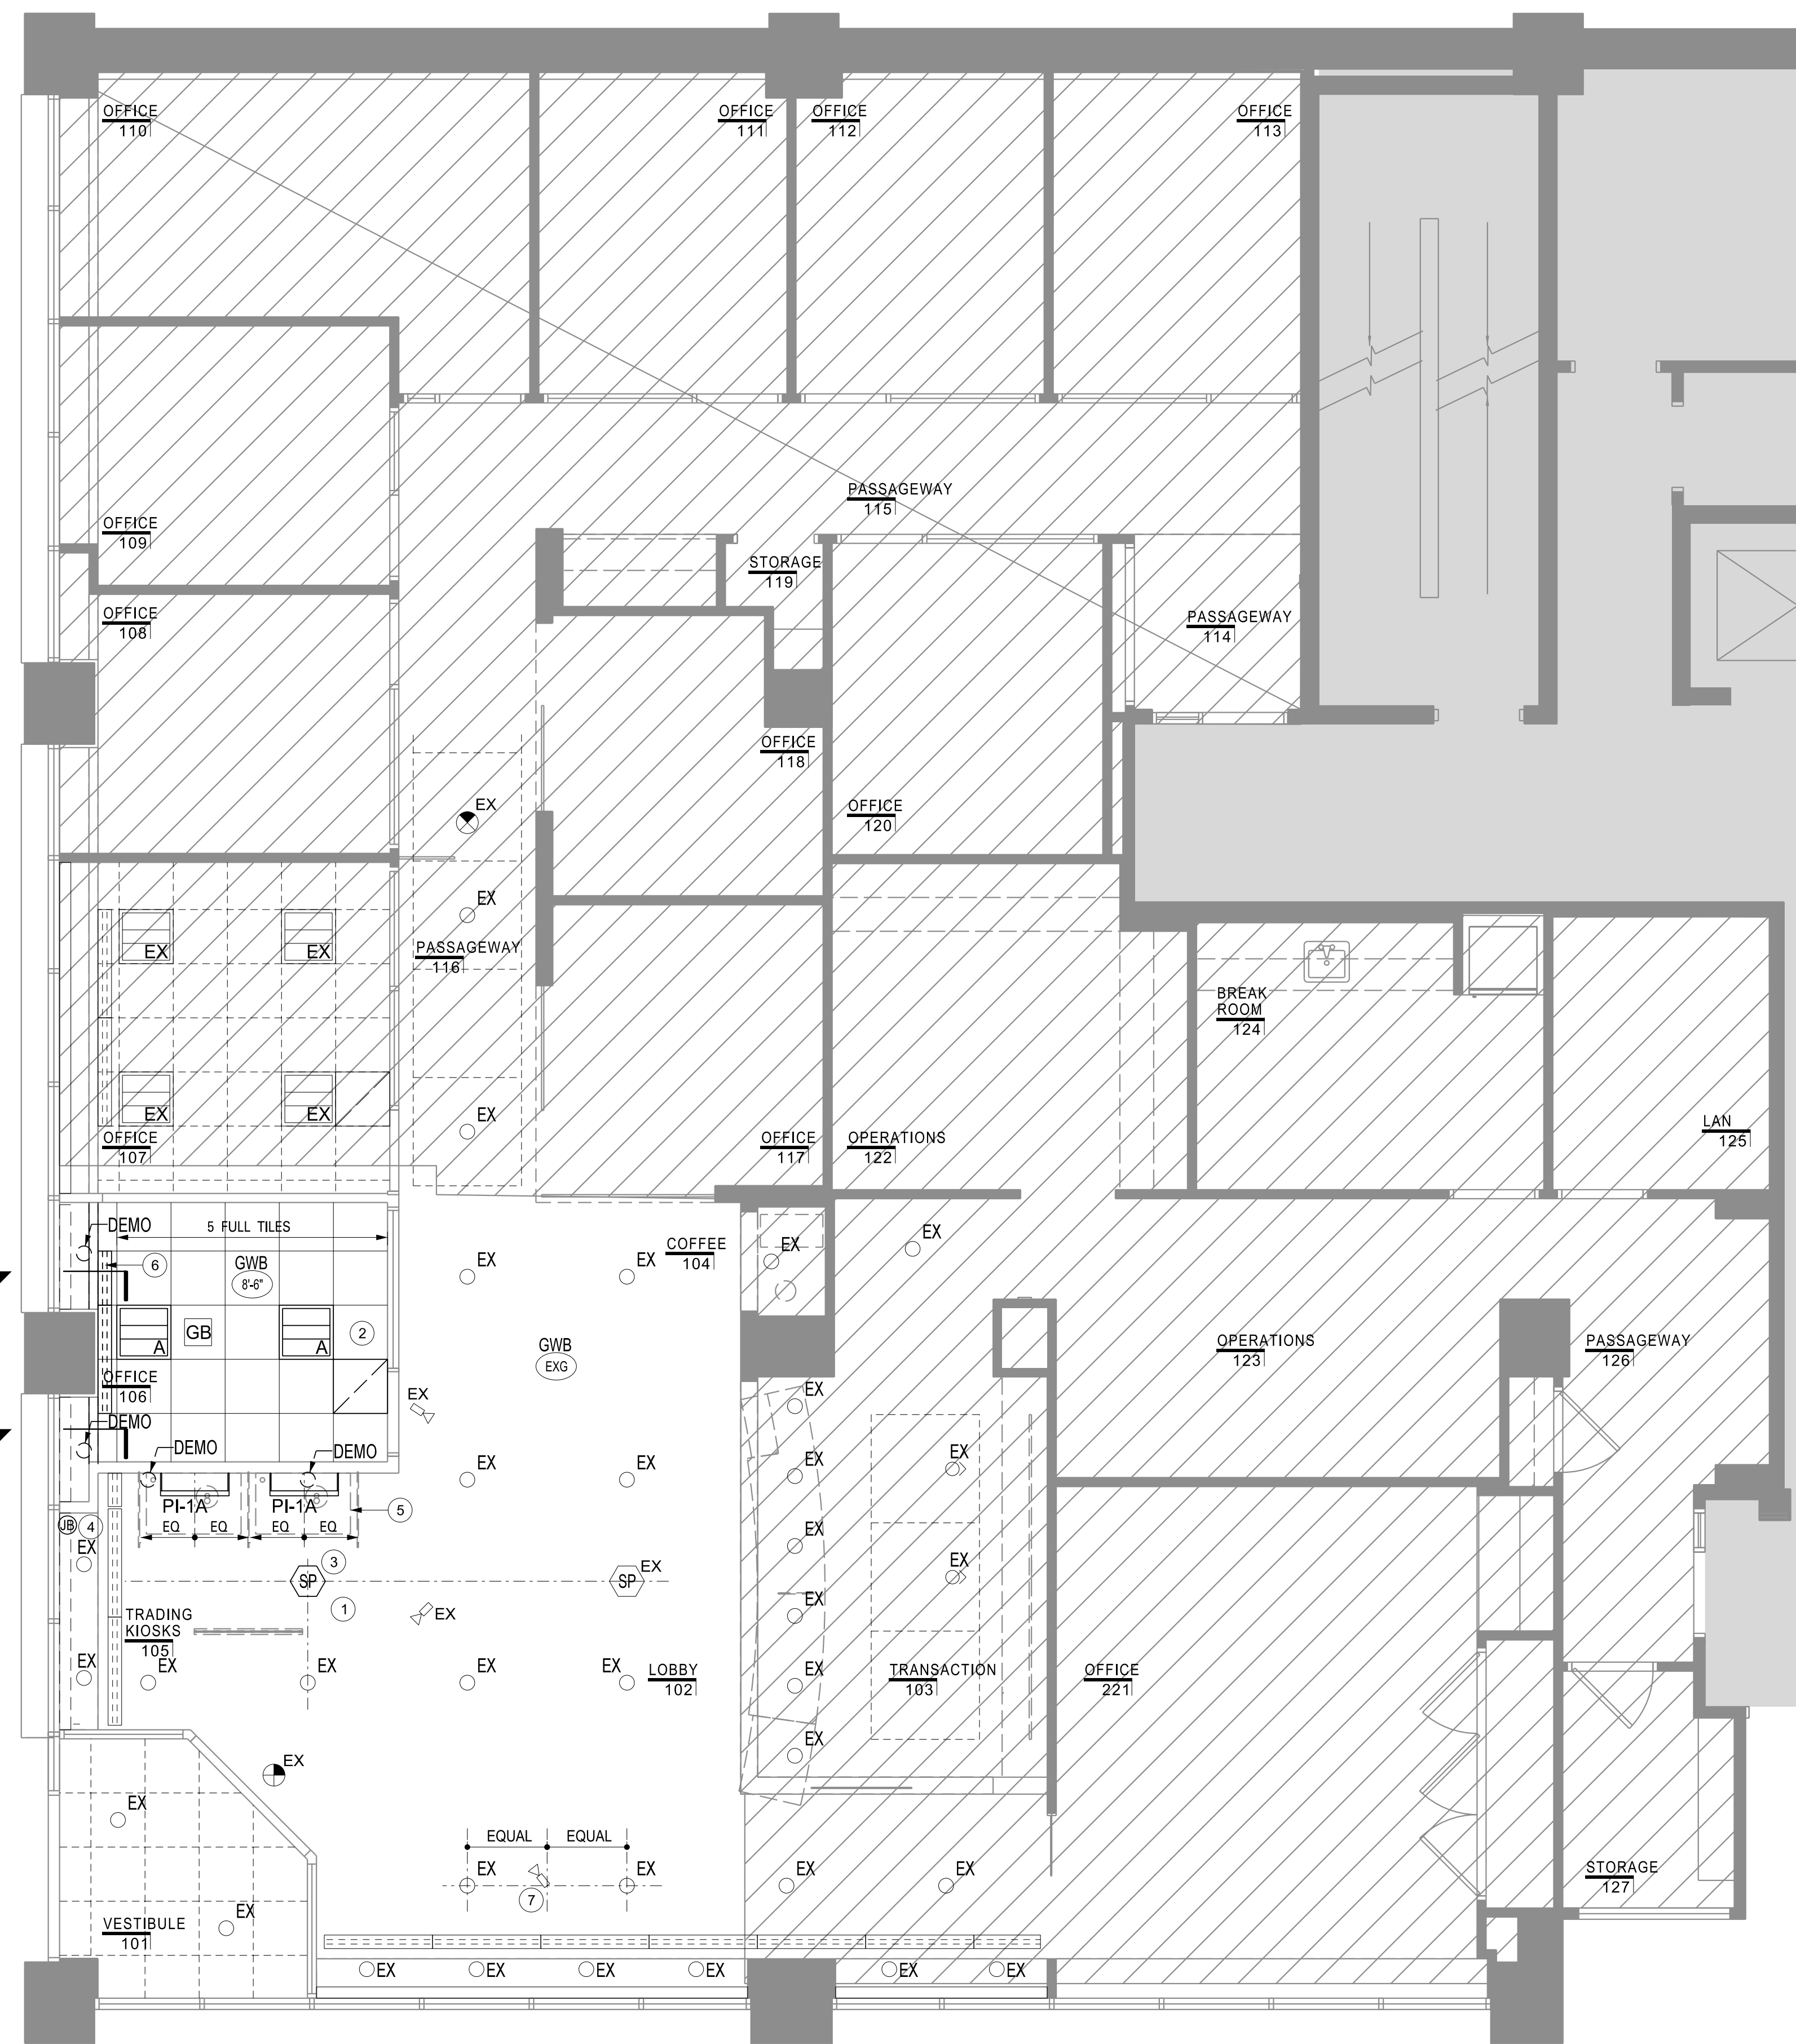 OFFICE
110
OFFICE
111
OFFICE
112
OFFICE
113
PASSAGEWAY
115
OFFICE
109
STORAGE
119
OFFICE
108
PASSAGEWAY
114
OFFICE
118
EX
OFFICE
120
EX
EX
EX
PASSAGEWAY
116
BREAK
ROOM
124
EX
EX
EX
OFFICE
107
OFFICE
117
OPERATIONS
122
LAN
125
DEMO
5 FULL TILES
6
GWB
8'-6"
EX
EX
COFFEE
104
EX
EX
A
GB
A
2
GWB
EXG
OPERATIONS
123
PASSAGEWAY
126
OFFICE
106
EX
EX
DEMO
DEMO
DEMO
EX
EX
EX
EX
PI-1A
PI-1A
5
JB
4
EQ
EQ
EQ
EQ
EX
EX
3
SP
SP
EX
EX
1
EX
EX
TRADING
KIOSKS
105
EX
EX
EX
EX
EX
LOBBY
102
EX
TRANSACTION
103
OFFICE
221
EX
EX
EX
EQUAL
EQUAL
EX
EX
EX
EX
7
STORAGE
127
VESTIBULE
101
EX
EX
EX
EX
EX
EX
EX